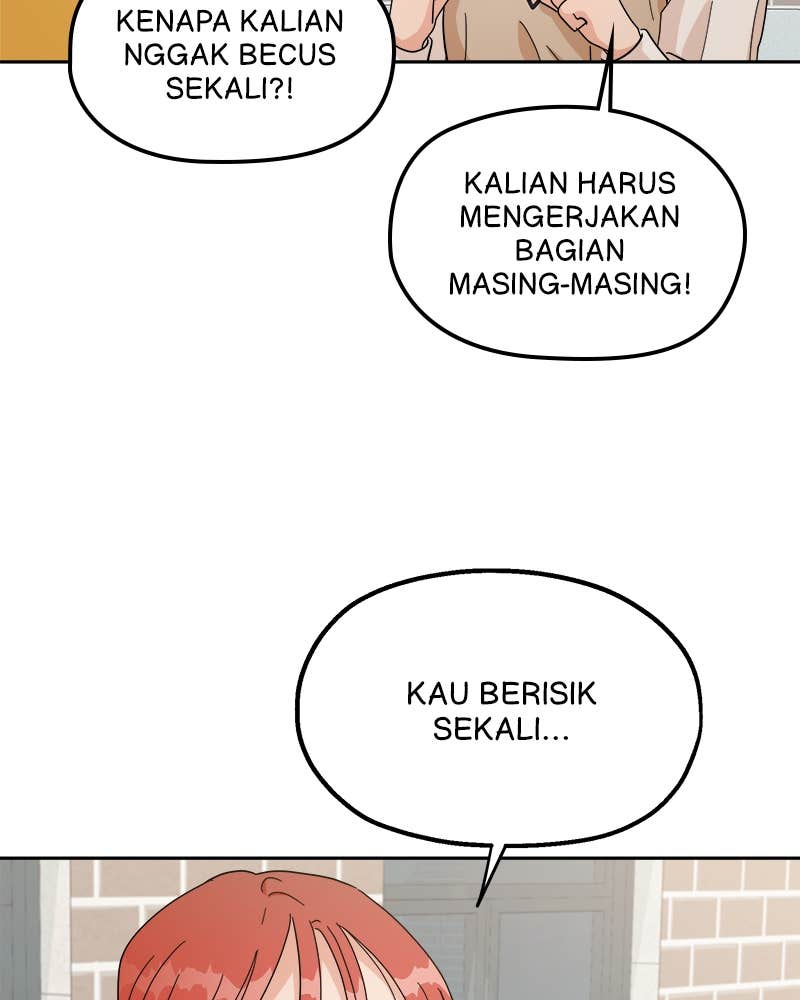 KENAPA KALIAN
NGGAK BECUS
SEKALI?!
KALIAN HARUS
MENGERJAKAN
BAGIAN
MASING-MASING!
KAU BERISIK
SEKALI...